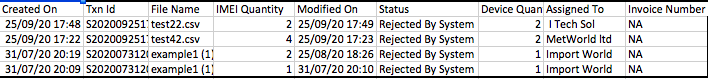 Created On Txn Id File Name IMEI Quantity Modified On Status Device Quan Assigned To Invoice Number
25/09/20 17:48 S2020092517 test22.csv 2 25/09/20 17:49 Rejected By System 2 I Tech Sol NA
25/09/20 17:22 S2020092517 test42.csv 4 25/09/20 17:23 Rejected By System 2 MetWorld ltd NA
31/07/20 20:19 S2020073120 example1 (1) 2 25/08/20 18:26 Rejected By System 1 Import World NA
31/07/20 20:09 S2020073120 example1 (1) 1 31/07/20 20:10 Rejected By System 1 Import World NA